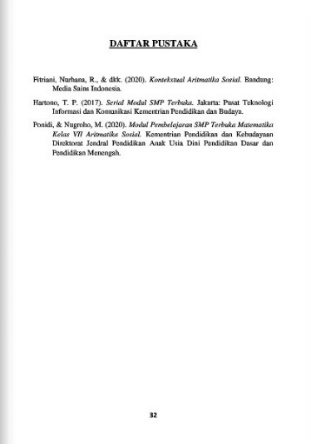 DAFTAR PUSTAKA
Fitriani, Nurhana, R., & dkk. (2020). Kontekstual Aritmatika Sosial. Bandung:
Media Sains Indonesia.
Hartono, T. P. (2017). Serial Modul SMP Terbuka. Jakarta: Pusat Teknologi
Informasi dan Komunikasi Kementrian Pendidikan dan Budaya.
Ponidi, & Nugroho, M. (2020). Modul Pembelajaran SMP Terbuka Matematika
Kelas VII Aritmatika Sosial. Kementrian Pendidikan dan Kebudayaan
Direktorat Jendral Pendidikan Anak Usia Dini Pendidikan Dasar dan
Pendidikan Menengah.
32